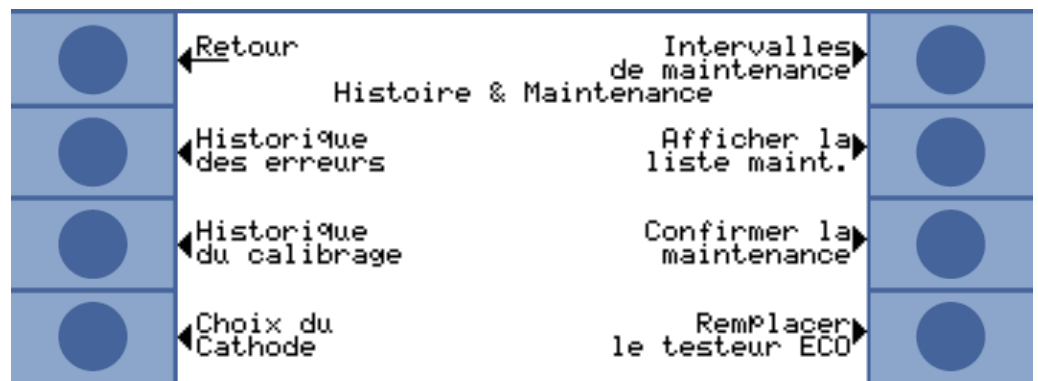 Retour
Intervalles
de maintenance
Histoire & Maintenance
Historique
des erreurs
Afficher la
liste maint.
Historique
du calibrage
Confirmer la
maintenance
Choix du
Cathode
Remplacer
le testeur ECO